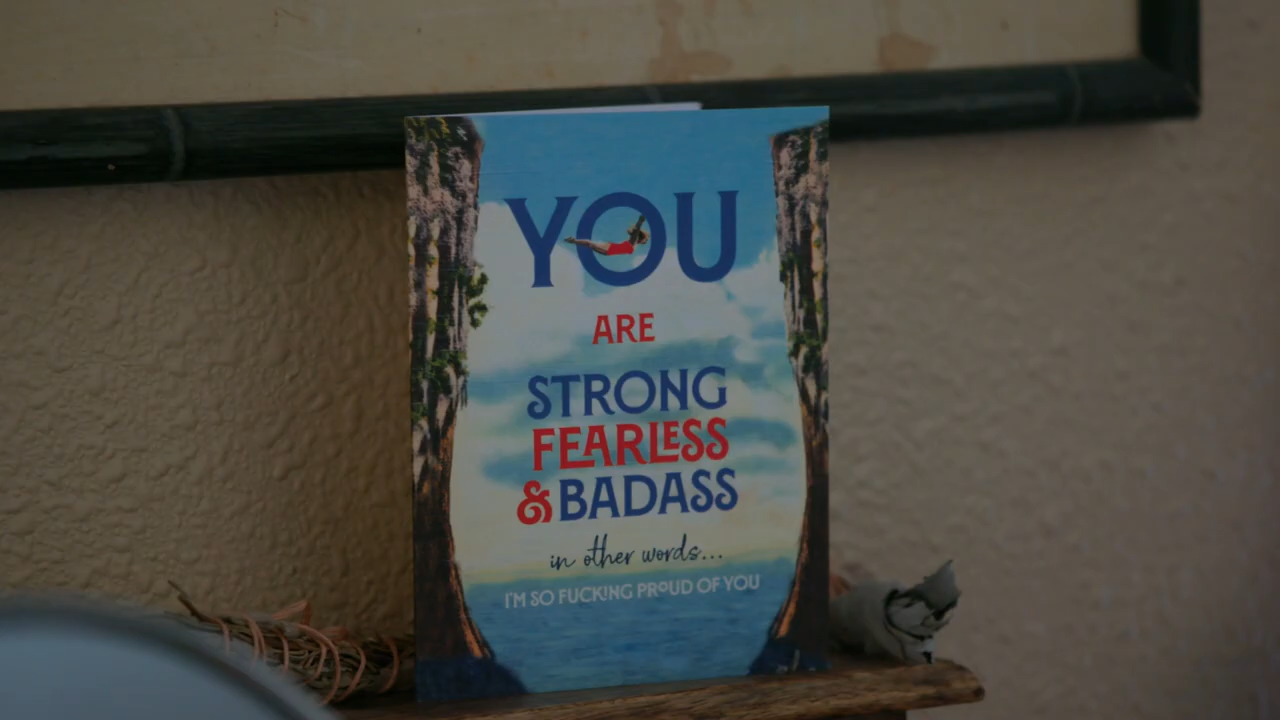 YOU
ARE
STRONG
FEARLESS
& BADASS
in other words...
I'M SO FUCKING PROUD OF YOU